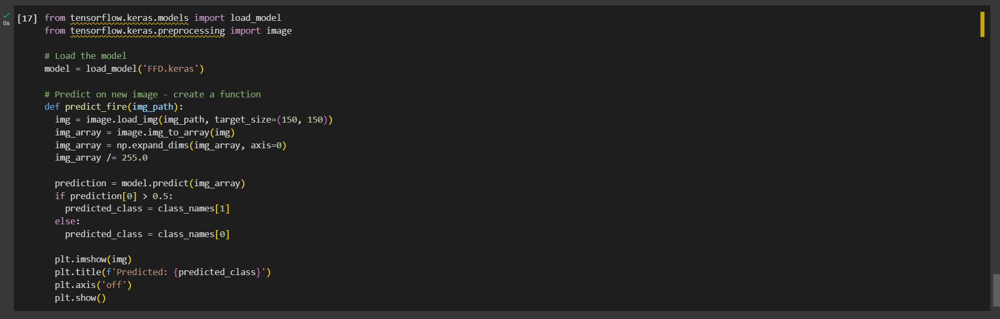 [17] from tensorflow.keras.models import load_model
0s
from tensorflow.keras.preprocessing import image
# Load the model
model = load_model('FFD.keras')
# Predict on new image - create a function
def predict_fire(img_path):
  img = image.load_img(img_path, target_size=(150, 150))
  img_array = image.img_to_array(img)
  img_array = np.expand_dims(img_array, axis=0)
  img_array /= 255.0
  prediction = model.predict(img_array)
  if prediction[0] > 0.5:
    predicted_class = class_names[1]
  else:
    predicted_class = class_names[0]
  plt.imshow(img)
  plt.title(f'Predicted: {predicted_class}')
  plt.axis('off')
  plt.show()